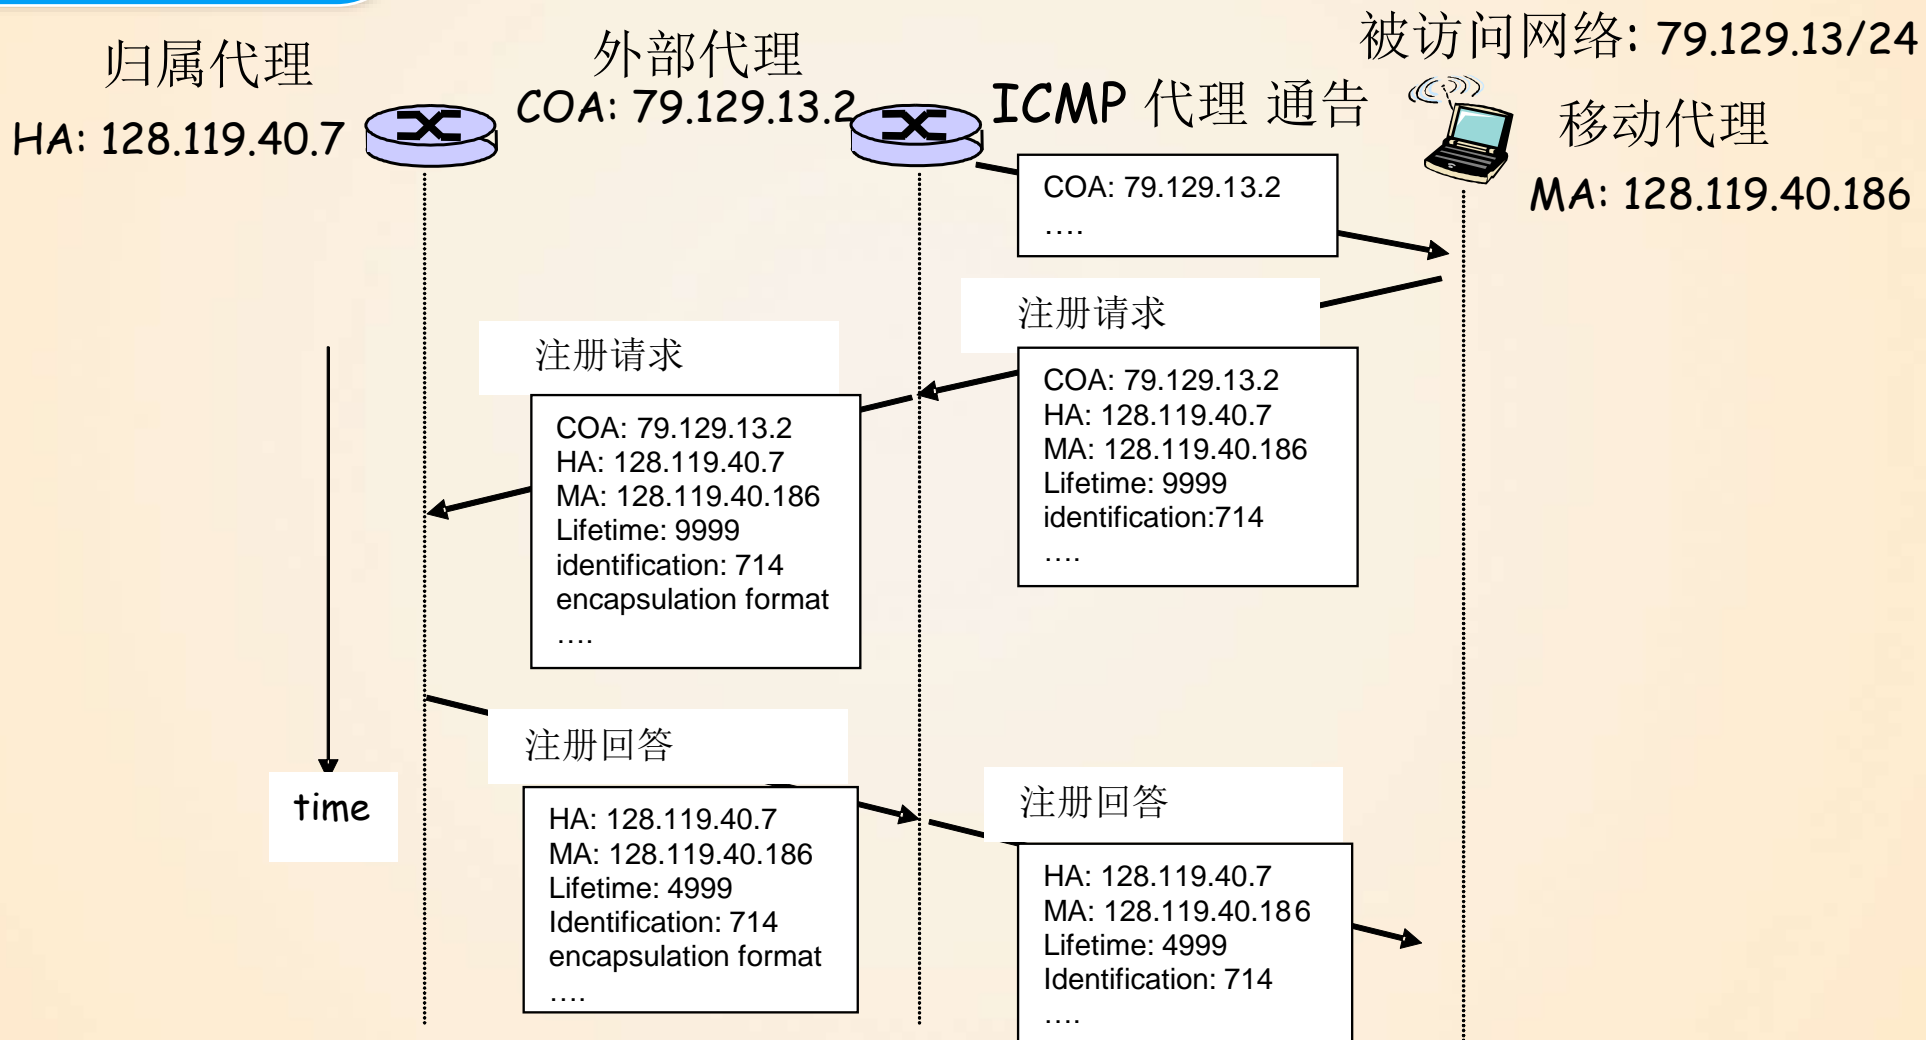 归属代理
HA: 128.119.40.7
外部代理
COA: 79.129.13.2
ICMP 代理 通告
被访问网络: 79.129.13/24
移动代理
MA: 128.119.40.186
COA: 79.129.13.2
….
注册请求
COA: 79.129.13.2
HA: 128.119.40.7
MA: 128.119.40.186
Lifetime: 9999
identification:714
….
注册请求
COA: 79.129.13.2
HA: 128.119.40.7
MA: 128.119.40.186
Lifetime: 9999
identification: 714
encapsulation format
….
time
注册回答
HA: 128.119.40.7
MA: 128.119.40.186
Lifetime: 4999
Identification: 714
encapsulation format
….
注册回答
HA: 128.119.40.7
MA: 128.119.40.186
Lifetime: 4999
Identification: 714
….